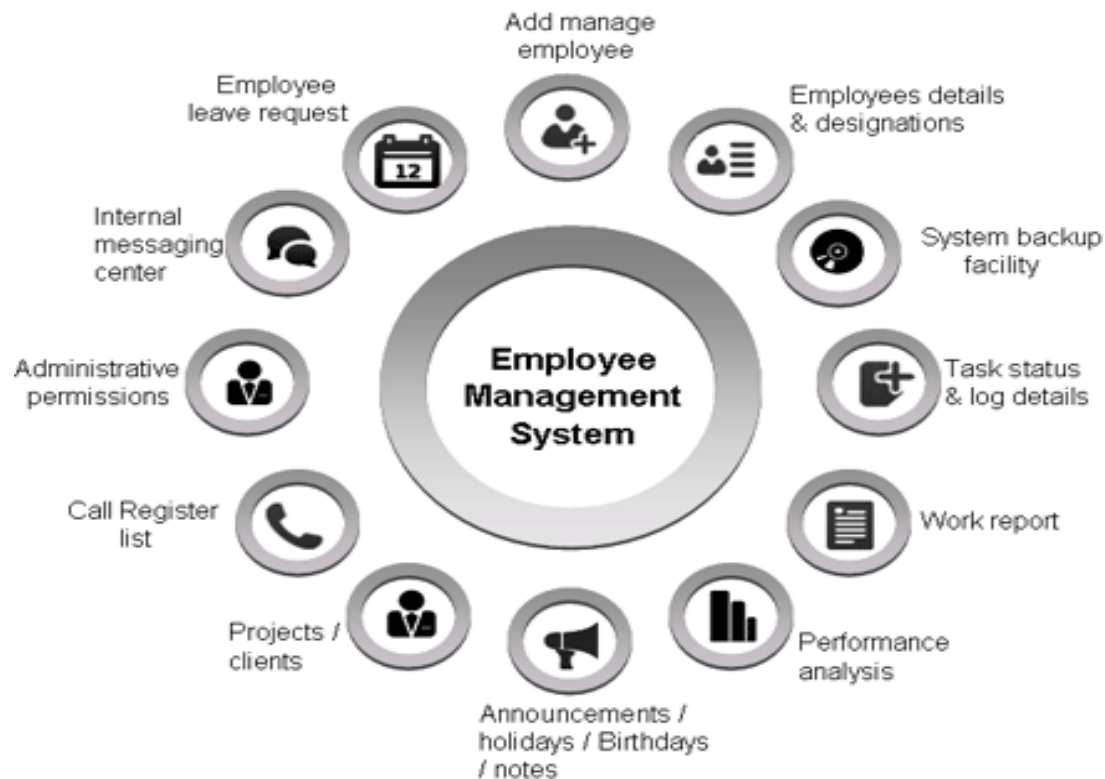 Add manage
employee
Employees details
& designations
System backup
facility
Task status
& log details
Work report
Performance
analysis
Announcements /
holidays / Birthdays
/ notes
Projects /
clients
Call Register
list
Administrative
permissions
Internal
messaging
center
Employee
leave request
12
Employee
Management
System